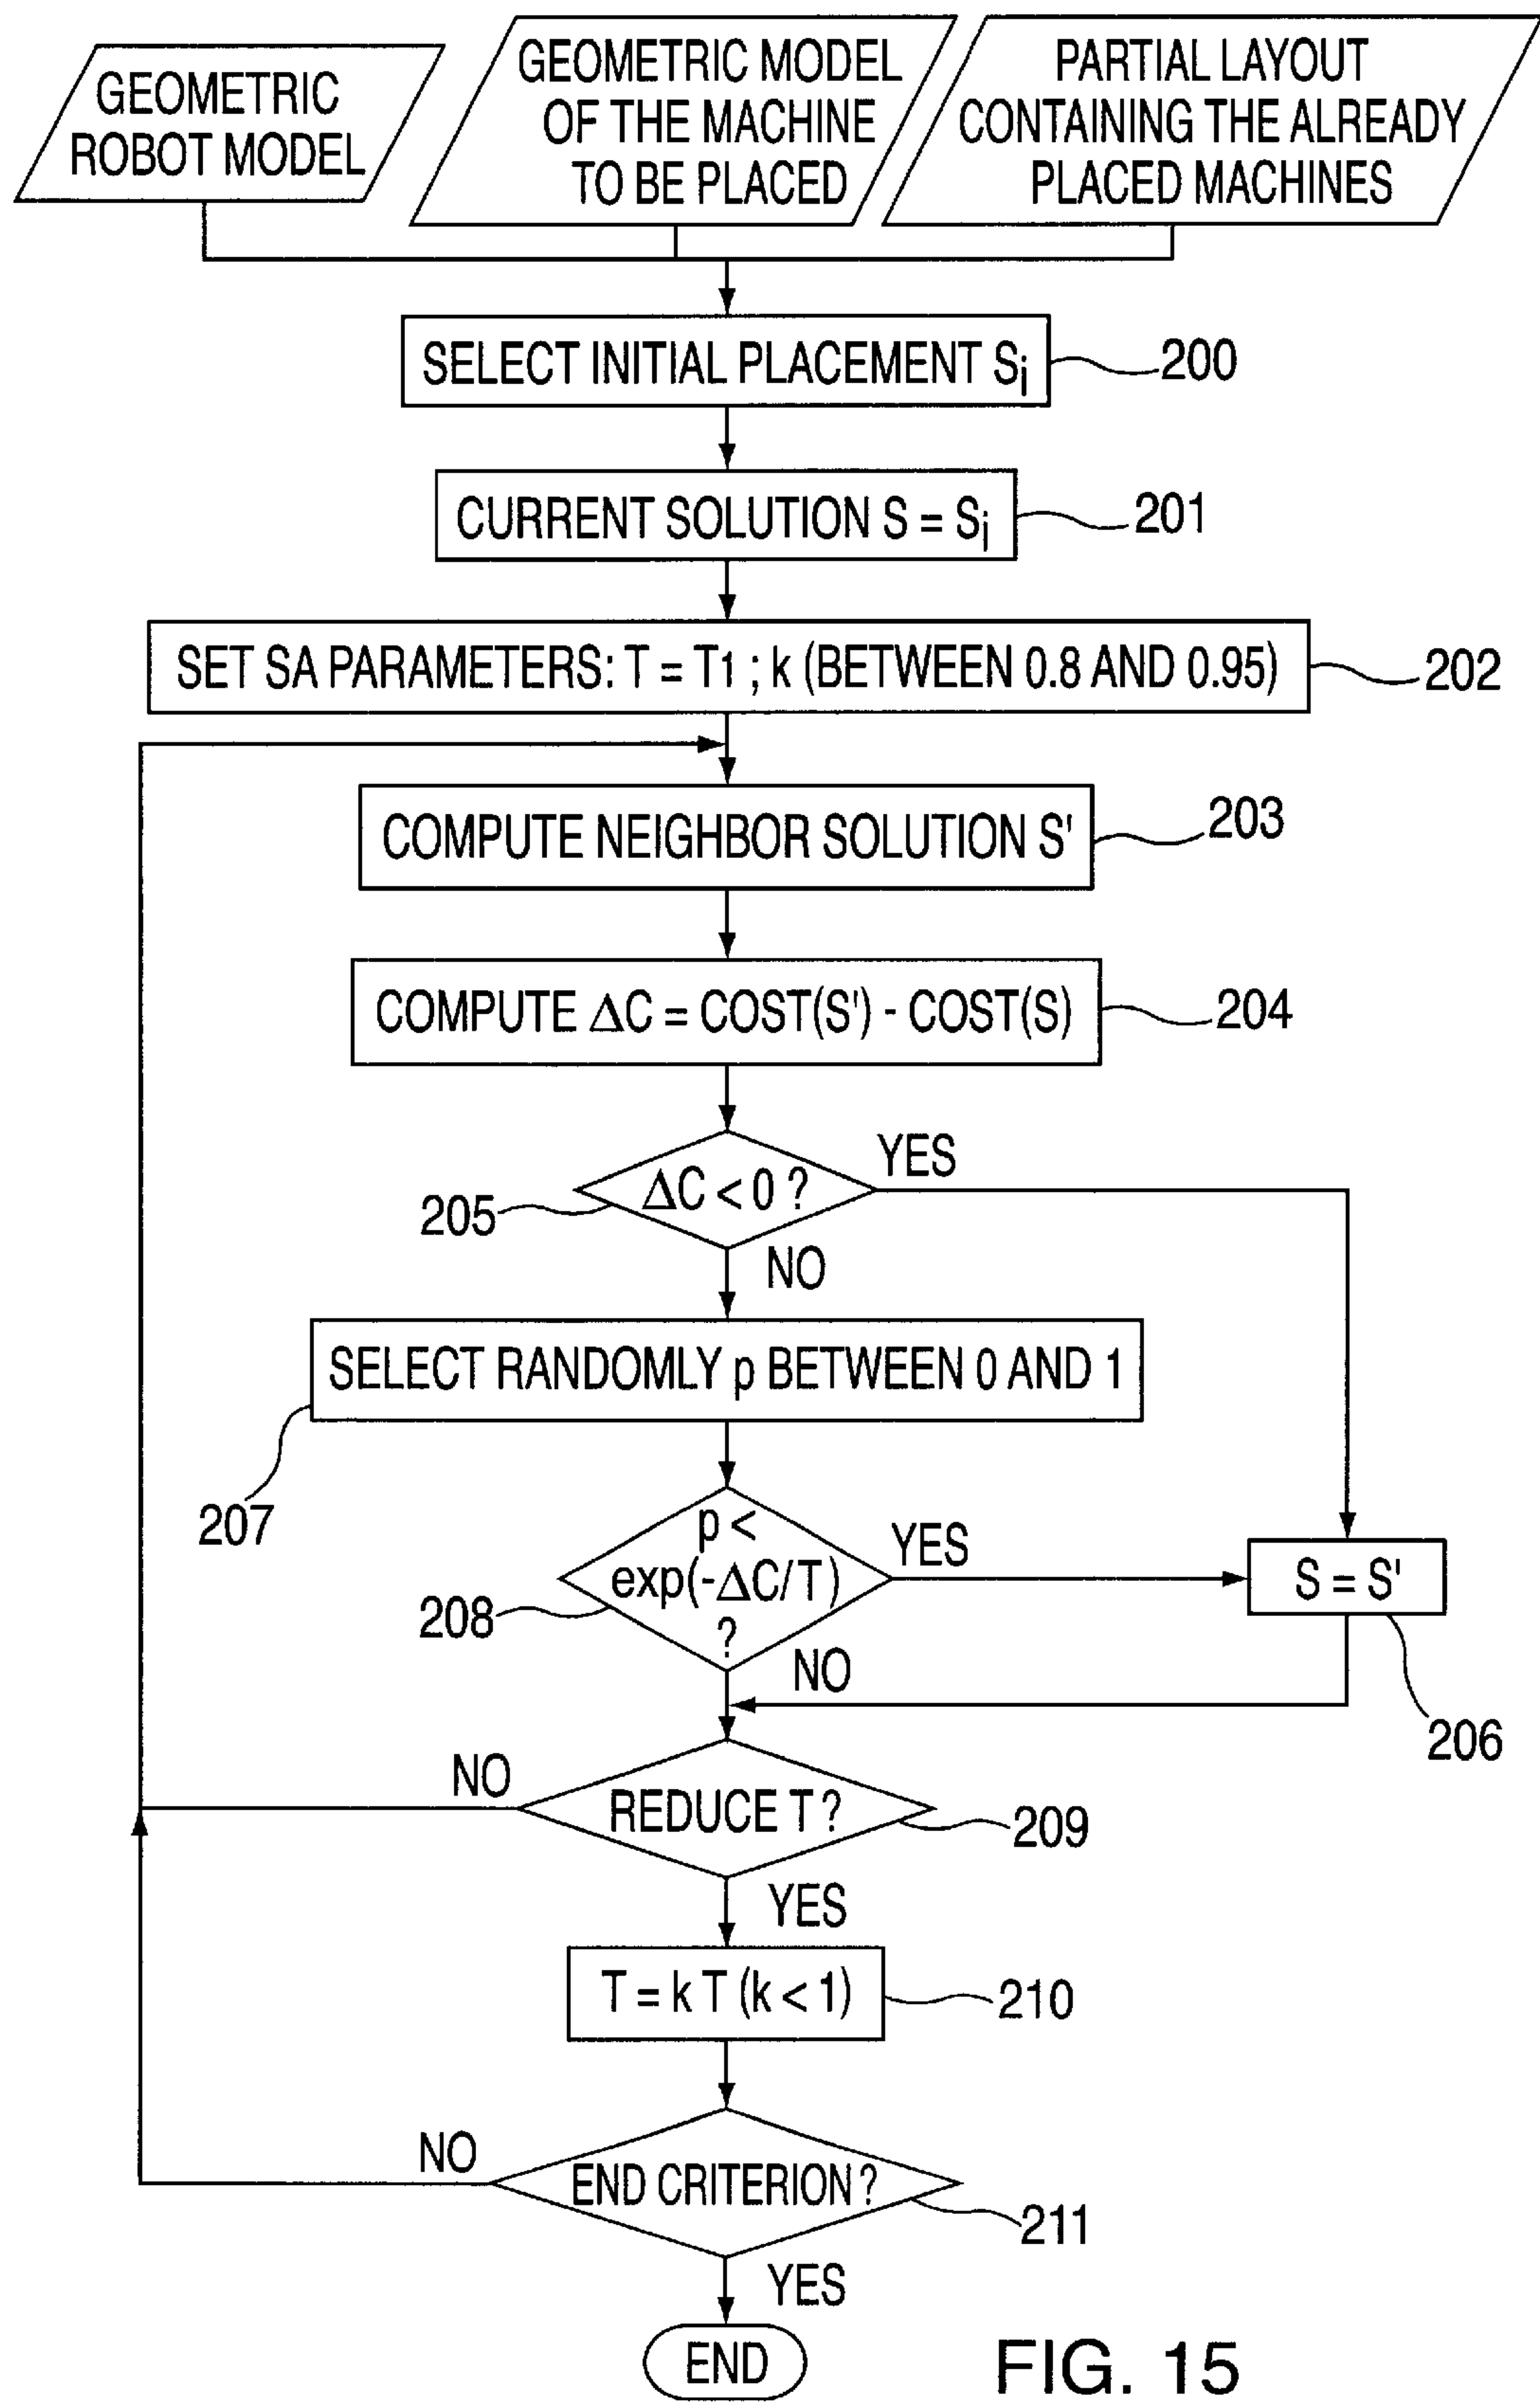 GEOMETRIC
ROBOT MODEL
GEOMETRIC MODEL
OF THE MACHINE
TO BE PLACED
PARTIAL LAYOUT
CONTAINING THE ALREADY
PLACED MACHINES
SELECT INITIAL PLACEMENT Si
200
CURRENT SOLUTION S = Si
201
SET SA PARAMETERS: T = T1 ; k (BETWEEN 0.8 AND 0.95)
202
COMPUTE NEIGHBOR SOLUTION S'
203
COMPUTE ΔC = COST(S') - COST(S)
204
ΔC < 0 ?
YES
205
NO
SELECT RANDOMLY p BETWEEN 0 AND 1
207
p <
exp(-ΔC/T)
?
YES
208
NO
S = S'
206
REDUCE T ?
NO
209
YES
T = k T (k < 1)
210
END CRITERION ?
NO
211
YES
END
FIG. 15